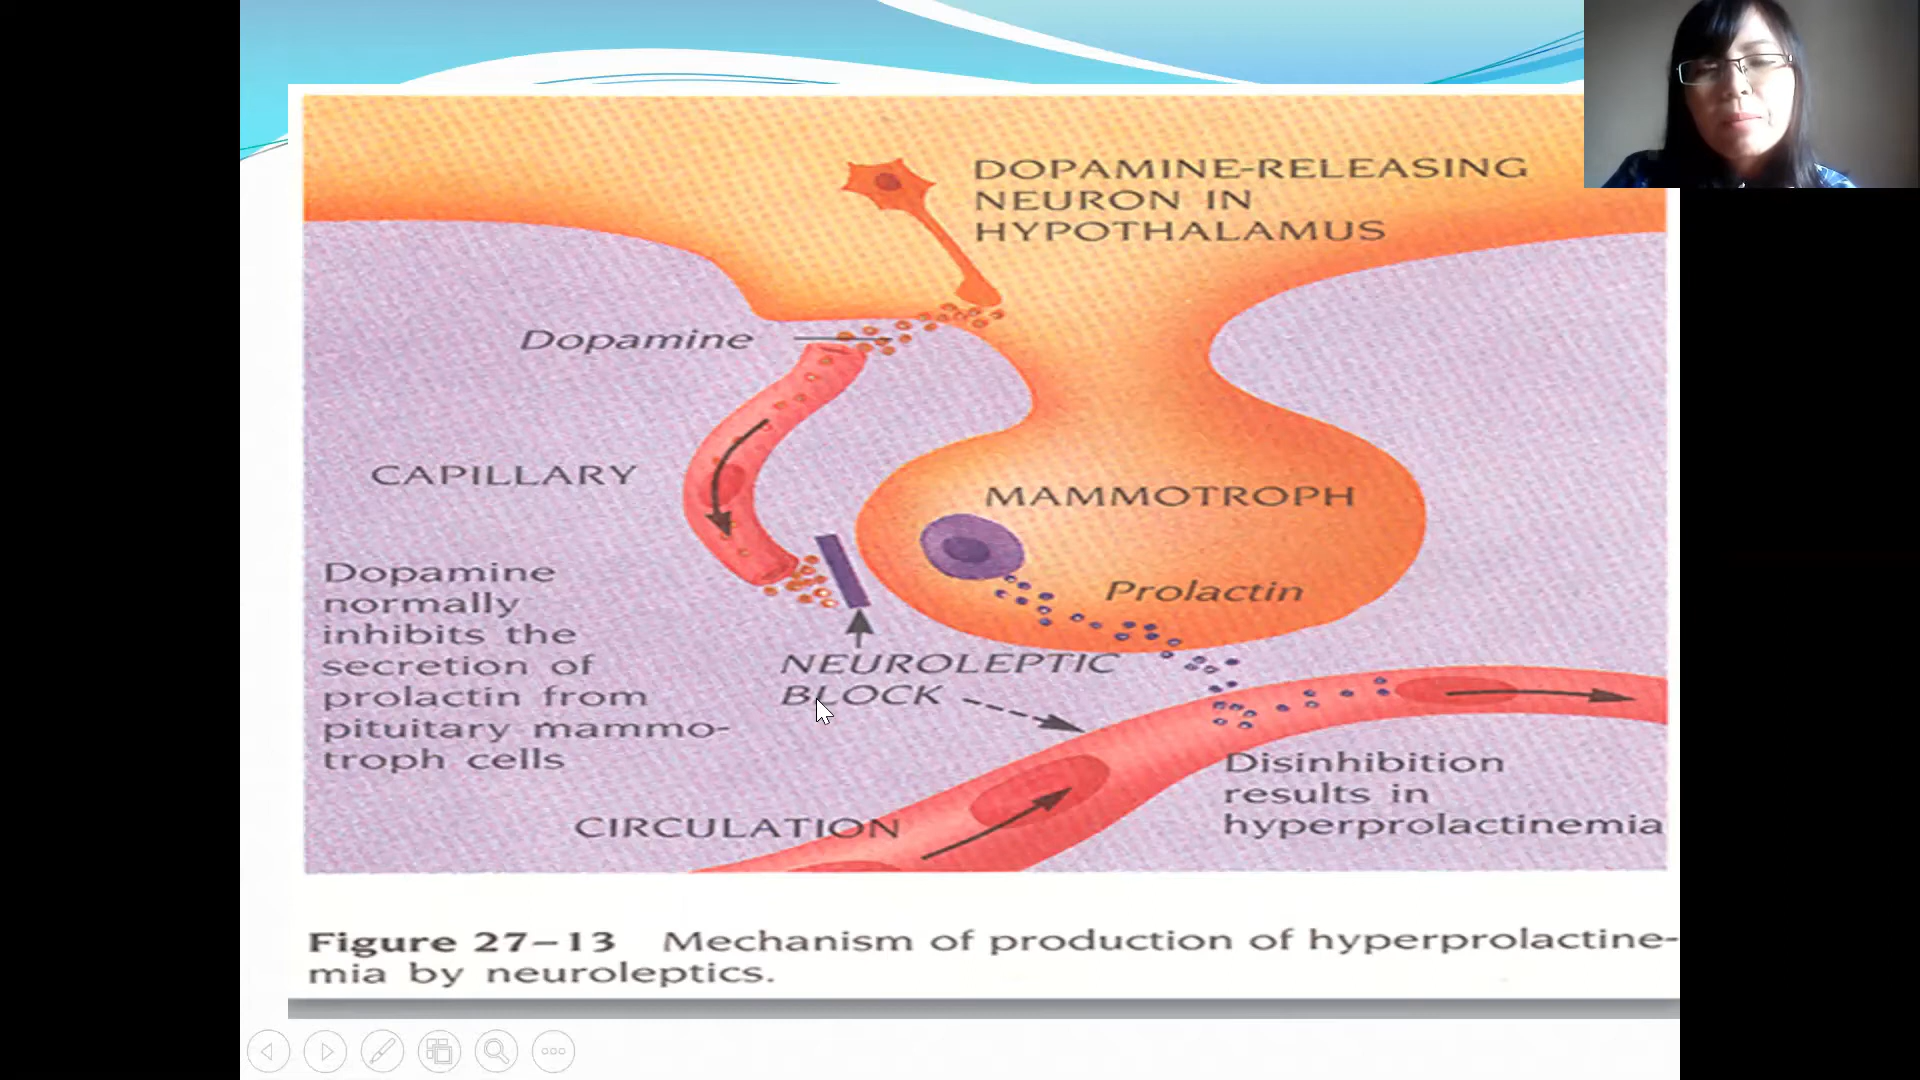 DOPAMINE-RELEASING
NEURON IN
HYPOTHALAMUS
Dopamine
CAPILLARY
MAMMOTROPH
Dopamine
normally
inhibits the
secretion of
prolactin from
pituitary mammo-
troph cells
Prolactin
NEUROLEPTIC
BLOCK
Disinhibition
results in
hyperprolactinemia
CIRCULATION
Figure 27–13 Mechanism of production of hyperprolactine-
mia by neuroleptics.